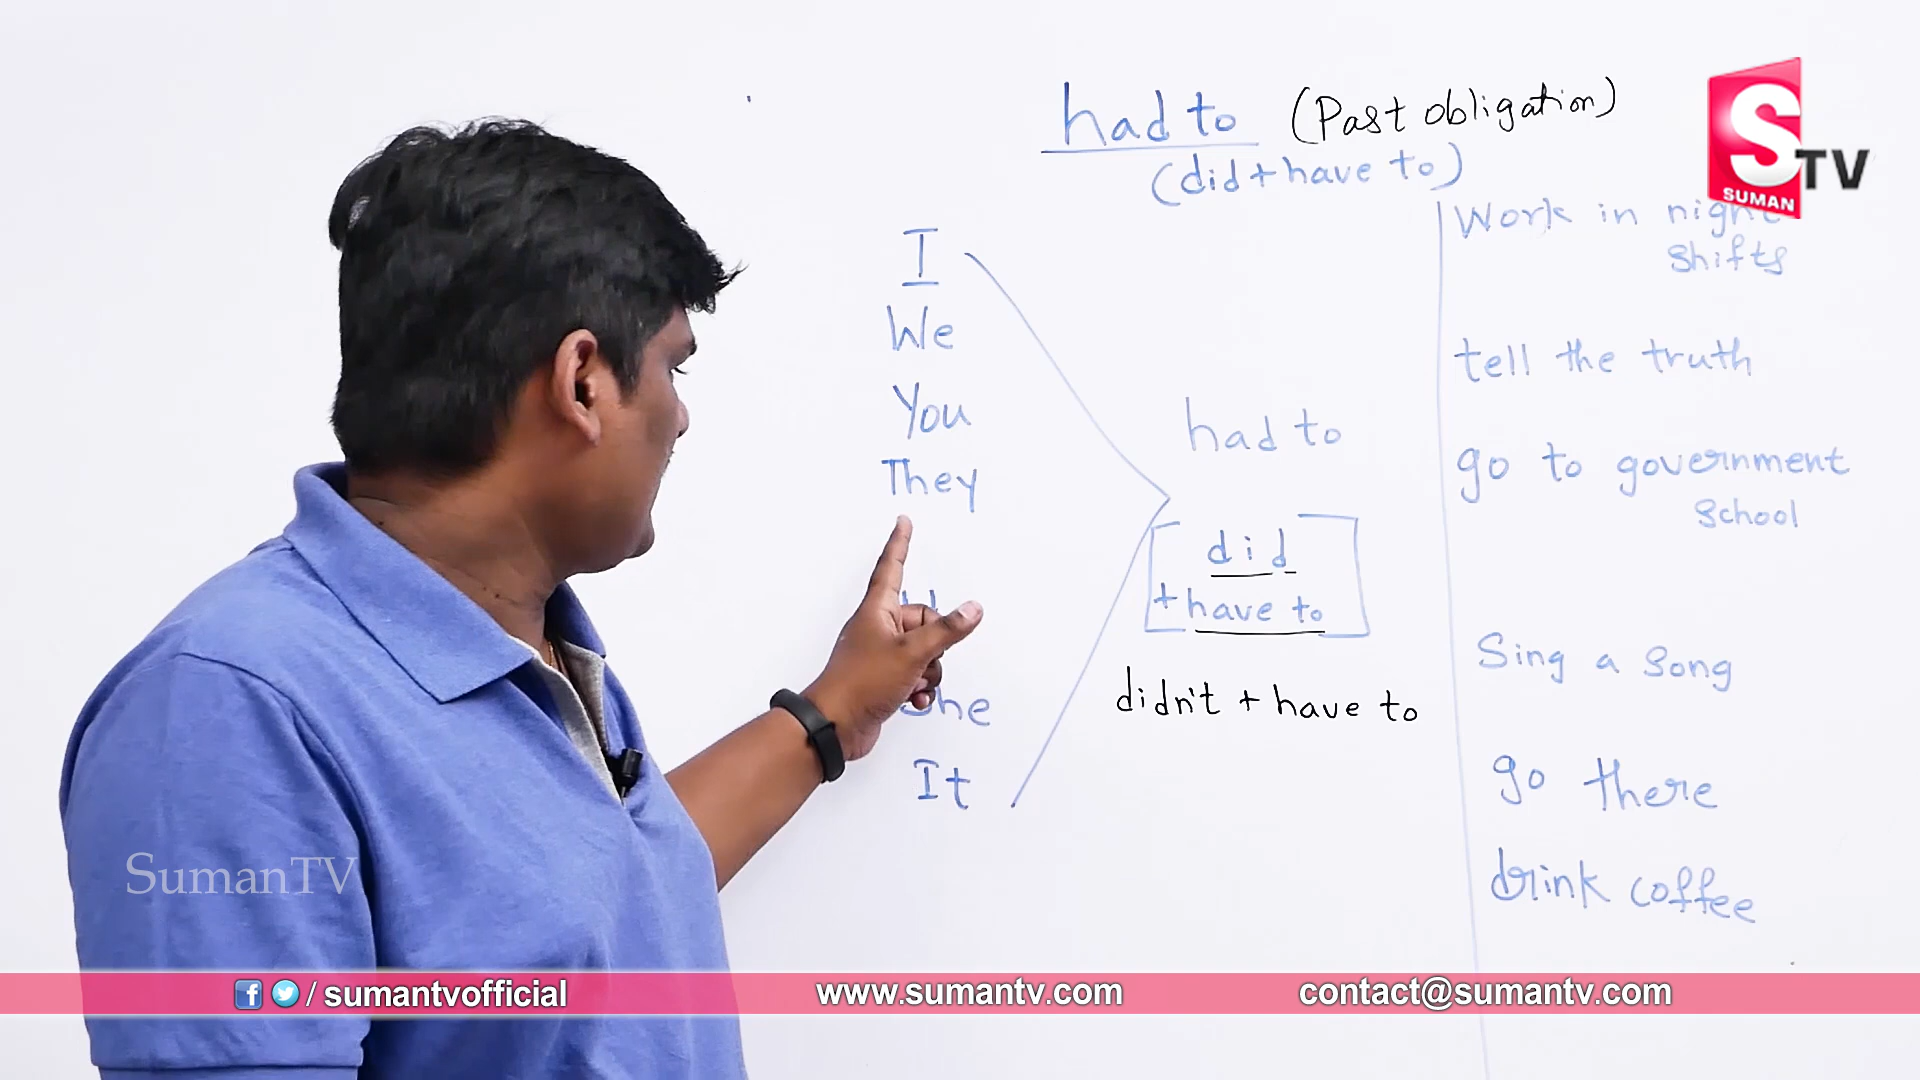 had to (Past obligation)
(did + have to)
S TV
SUMAN
I
We
You
They
She
It
had to
did
+ have to
didn't + have to
Work in night
shifts
tell the truth
go to government
school
Sing a song
go there
drink coffee
SumanTV
/ sumantvofficial
www.sumantv.com
contact@sumantv.com